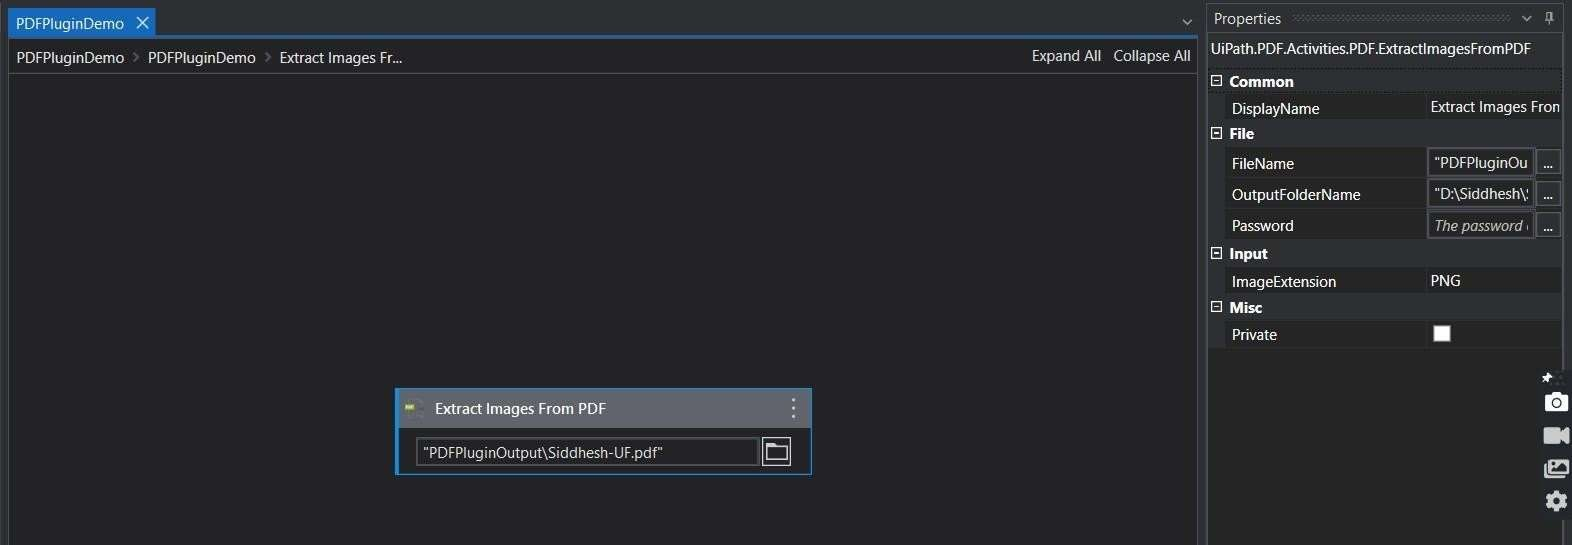 PDFPluginDemo
PDFPluginDemo > PDFPluginDemo > Extract Images Fr...
Expand All Collapse All
Extract Images From PDF
"PDFPluginOutput\Siddhesh-UF.pdf"
Properties
UiPath.PDF.Activities.PDF.ExtractImagesFromPDF
Common
DisplayName Extract Images Fron
File
FileName "PDFPluginOu ...
OutputFolderName "D:\Siddhesh\ ...
Password The password ...
Input
ImageExtension PNG
Misc
Private